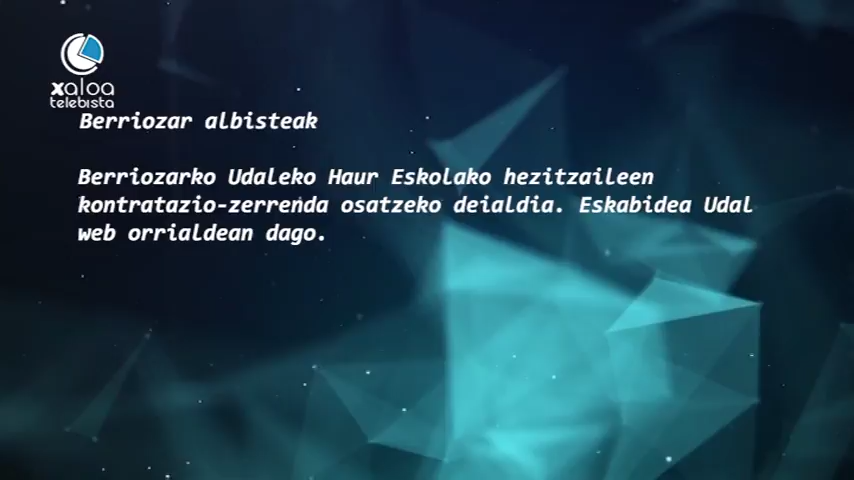 xaloa
telebista
Berriozar albisteak
Berriozarko Udaleko Haur Eskolako hezitzaileen
kontratazio-zerrenda osatzeko deialdia. Eskabidea Udal
web orrialdean dago.